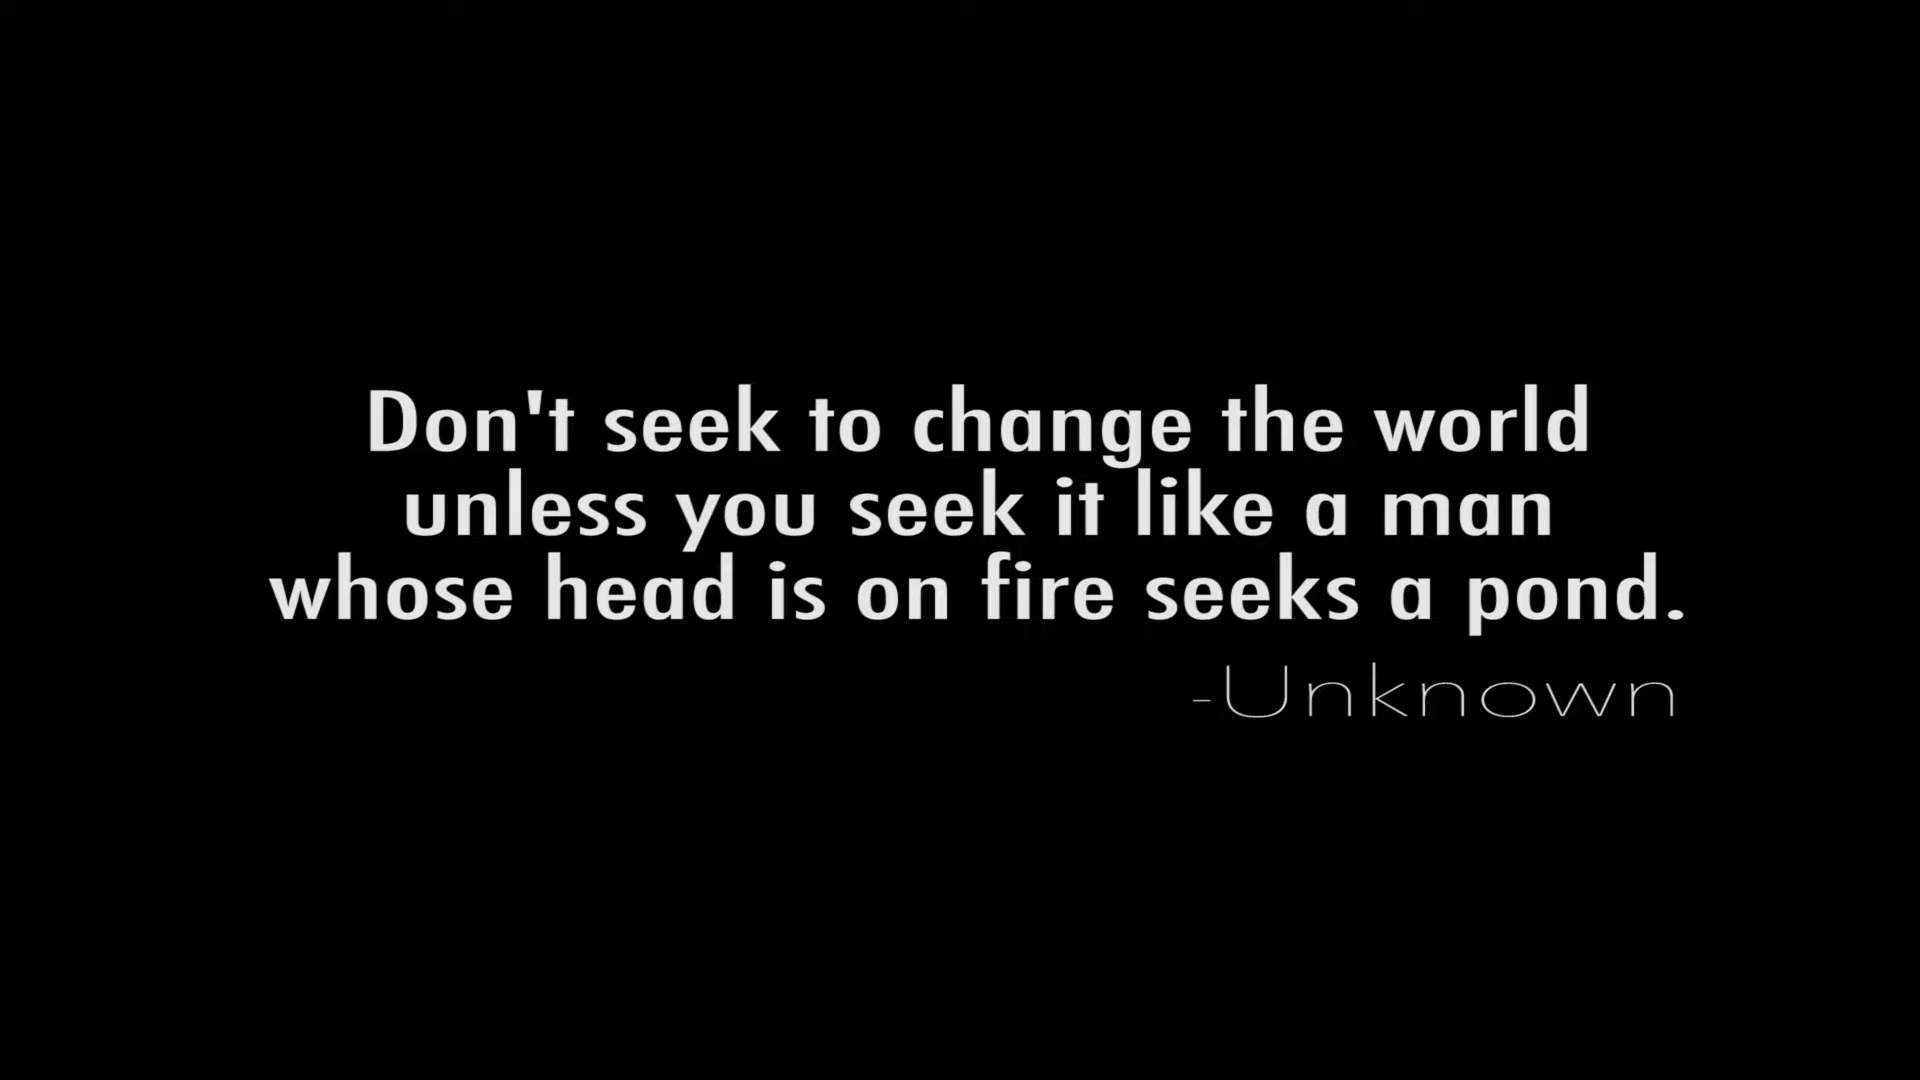 Don't seek to change the world
unless you seek it like a man
whose head is on fire seeks a pond.
-Unknown